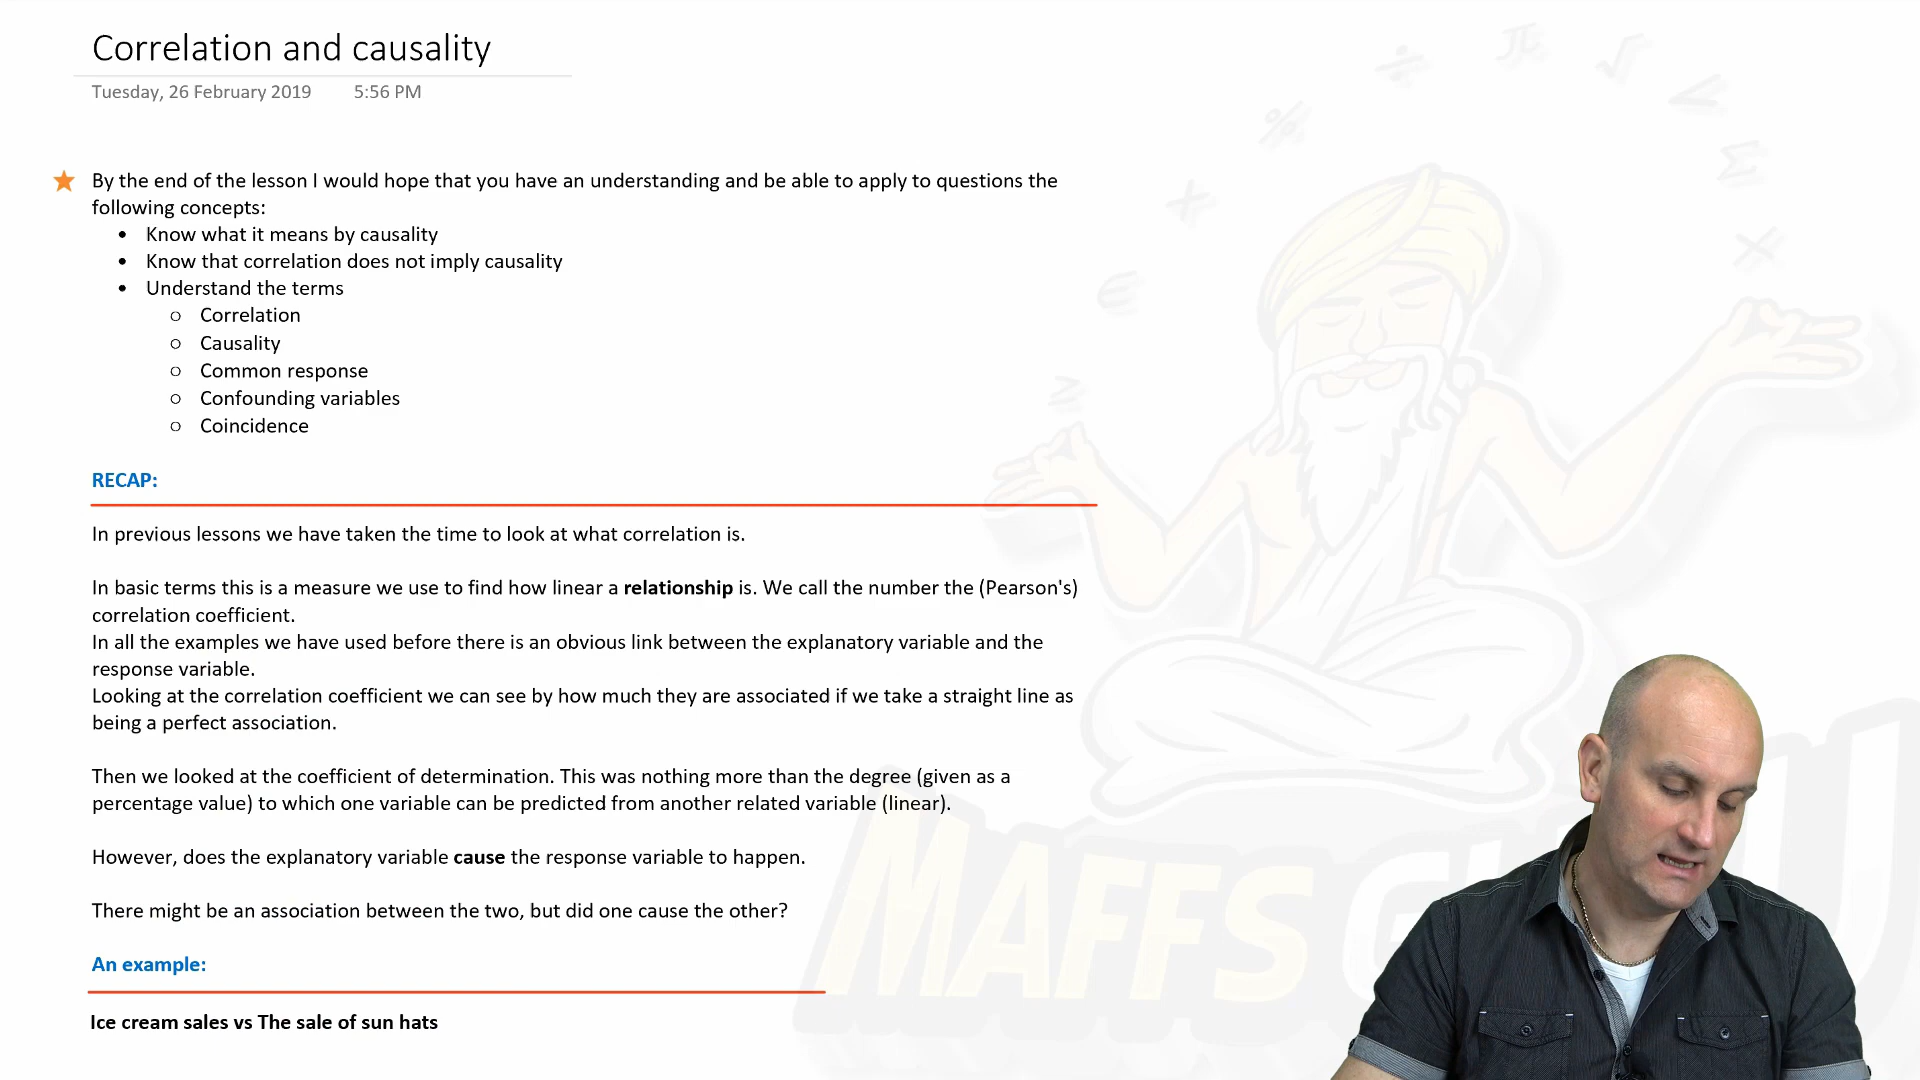 Correlation and causality
Tuesday, 26 February 2019 5:56 PM
By the end of the lesson I would hope that you have an understanding and be able to apply to questions the
following concepts:
• Know what it means by causality
• Know that correlation does not imply causality
• Understand the terms
○ Correlation
○ Causality
○ Common response
○ Confounding variables
○ Coincidence
RECAP:
In previous lessons we have taken the time to look at what correlation is.
In basic terms this is a measure we use to find how linear a relationship is. We call the number the (Pearson's)
correlation coefficient.
In all the examples we have used before there is an obvious link between the explanatory variable and the
response variable.
Looking at the correlation coefficient we can see by how much they are associated if we take a straight line as
being a perfect association.
Then we looked at the coefficient of determination. This was nothing more than the degree (given as a
percentage value) to which one variable can be predicted from another related variable (linear).
However, does the explanatory variable cause the response variable to happen.
There might be an association between the two, but did one cause the other?
An example:
Ice cream sales vs The sale of sun hats
MAFFS